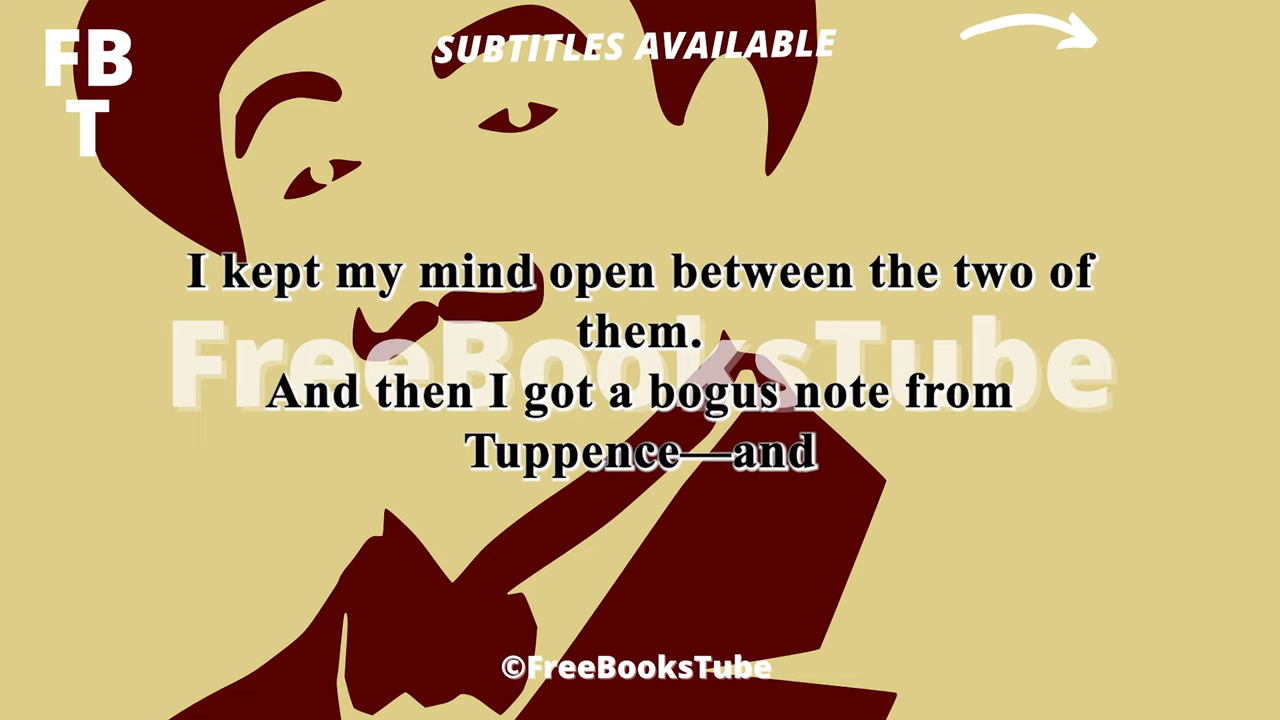 FB
T
SUBTITLES AVAILABLE
I kept my mind open between the two of
them.
FreeBooksTube
And then I got a bogus note from
Tuppence—and
©FreeBooksTube